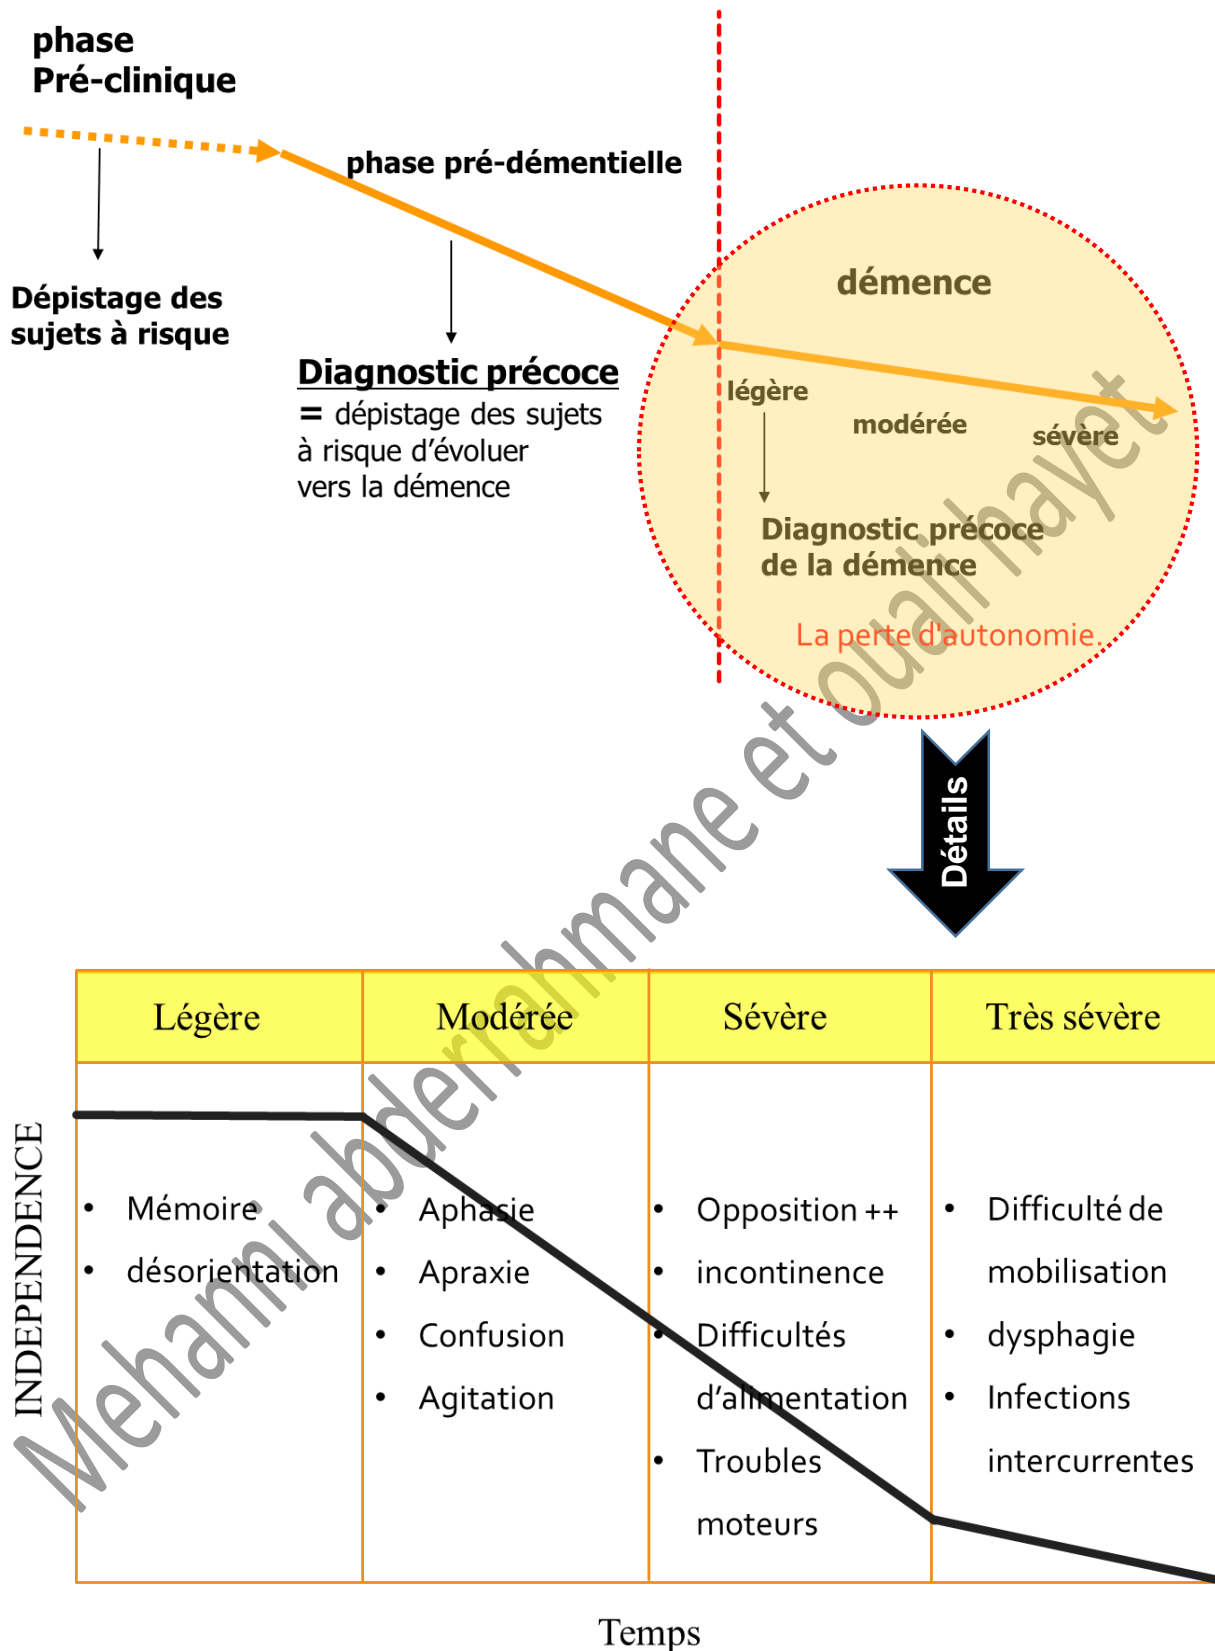 phase
Pré-clinique
phase pré-démentielle
Dépistage des
sujets à risque
Diagnostic précoce
= dépistage des sujets
à risque d'évoluer
vers la démence
démence
légère
modérée
sévère
Diagnostic précoce
de la démence
La perte d'autonomie.
Détails
Légère
Modérée
Sévère
Très sévère
INDEPENDENCE
• Mémoire
• désorientation
• Aphasie
• Apraxie
• Confusion
• Agitation
• Opposition ++
• incontinence
• Difficultés
d'alimentation
• Troubles
moteurs
• Difficulté de
mobilisation
• dysphagie
• Infections
intercurrentes
Temps
Mehanni abderrahmane et ouali hayet